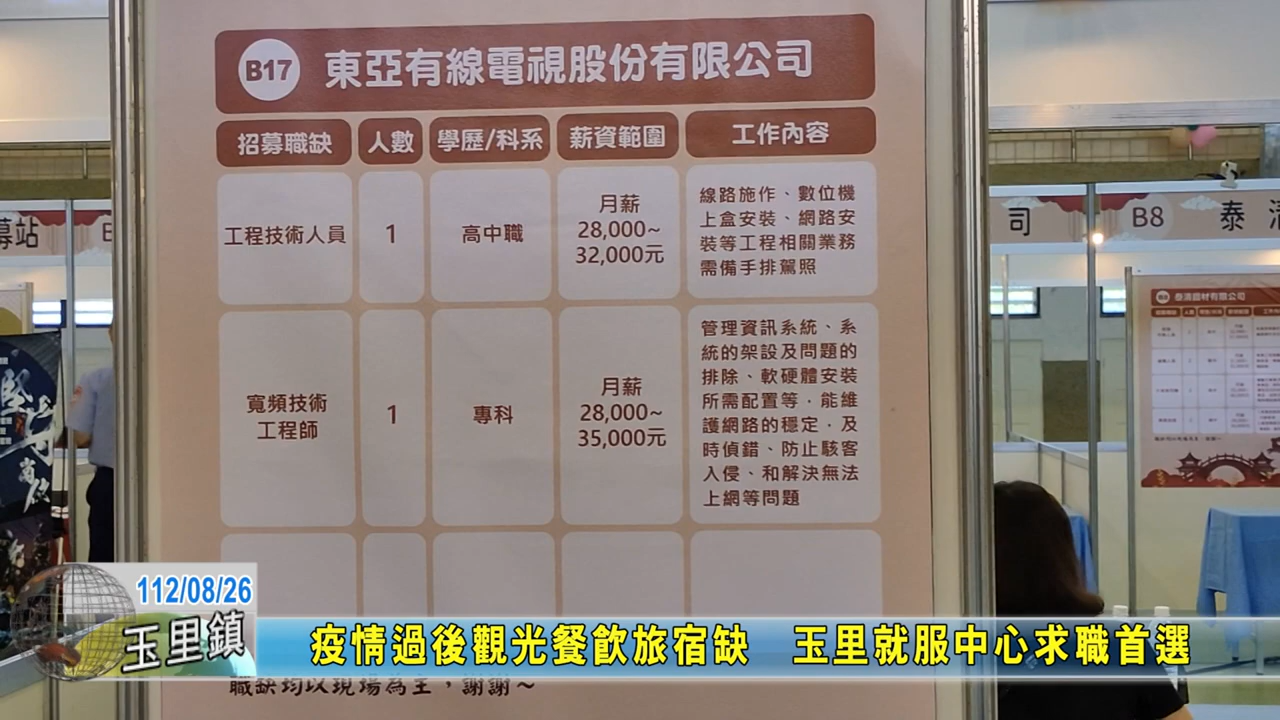 B17 東亞有線電視股份有限公司
招募職缺 人數 學歷/科系 薪資範圍 工作內容
工程技術人員 1 高中職
月薪
28,000~
32,000元
線路施作、數位機
上盒安裝、網路安
裝等工程相關業務
需備手排駕照
寬頻技術
工程師
1 專科
月薪
28,000~
35,000元
管理資訊系統、系
統的架設及問題的
排除、軟硬體安裝
所需配置等，能維
護網路的穩定，及
時偵錯、防止駭客
入侵、和解決無法
上網等問題
職缺均以現場為主，謝謝~
司
B8 泰
泰清鋼材有限公司
112/08/26
玉里鎮
疫情過後觀光餐飲旅宿缺 玉里就服中心求職首選